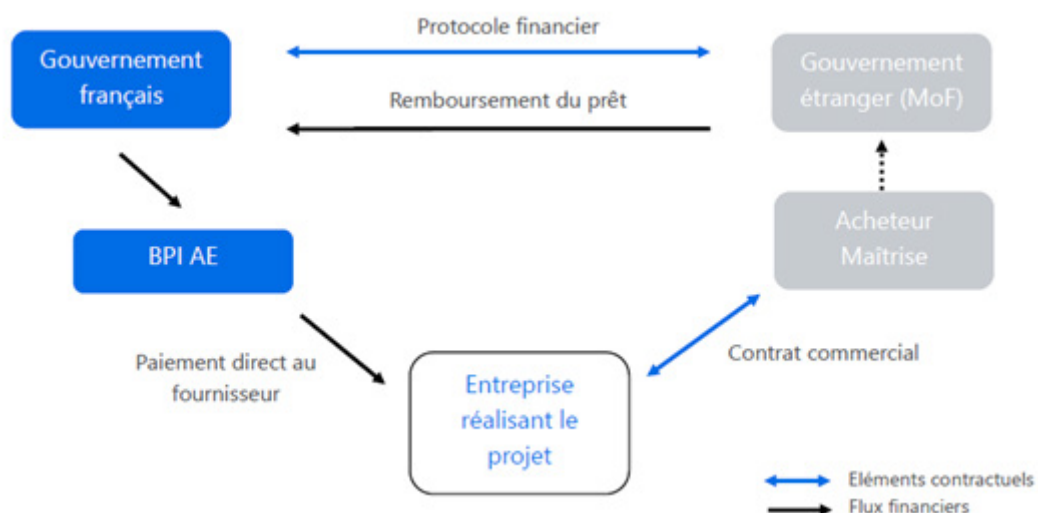 Protocole financier
Gouvernement
français
Gouvernement
étranger (MoF)
Remboursement du prêt
BPI AE
Acheteur
Maîtrise
Paiement direct au
fournisseur
Contrat commercial
Entreprise
réalisant le
projet
Eléments contractuels
Flux financiers